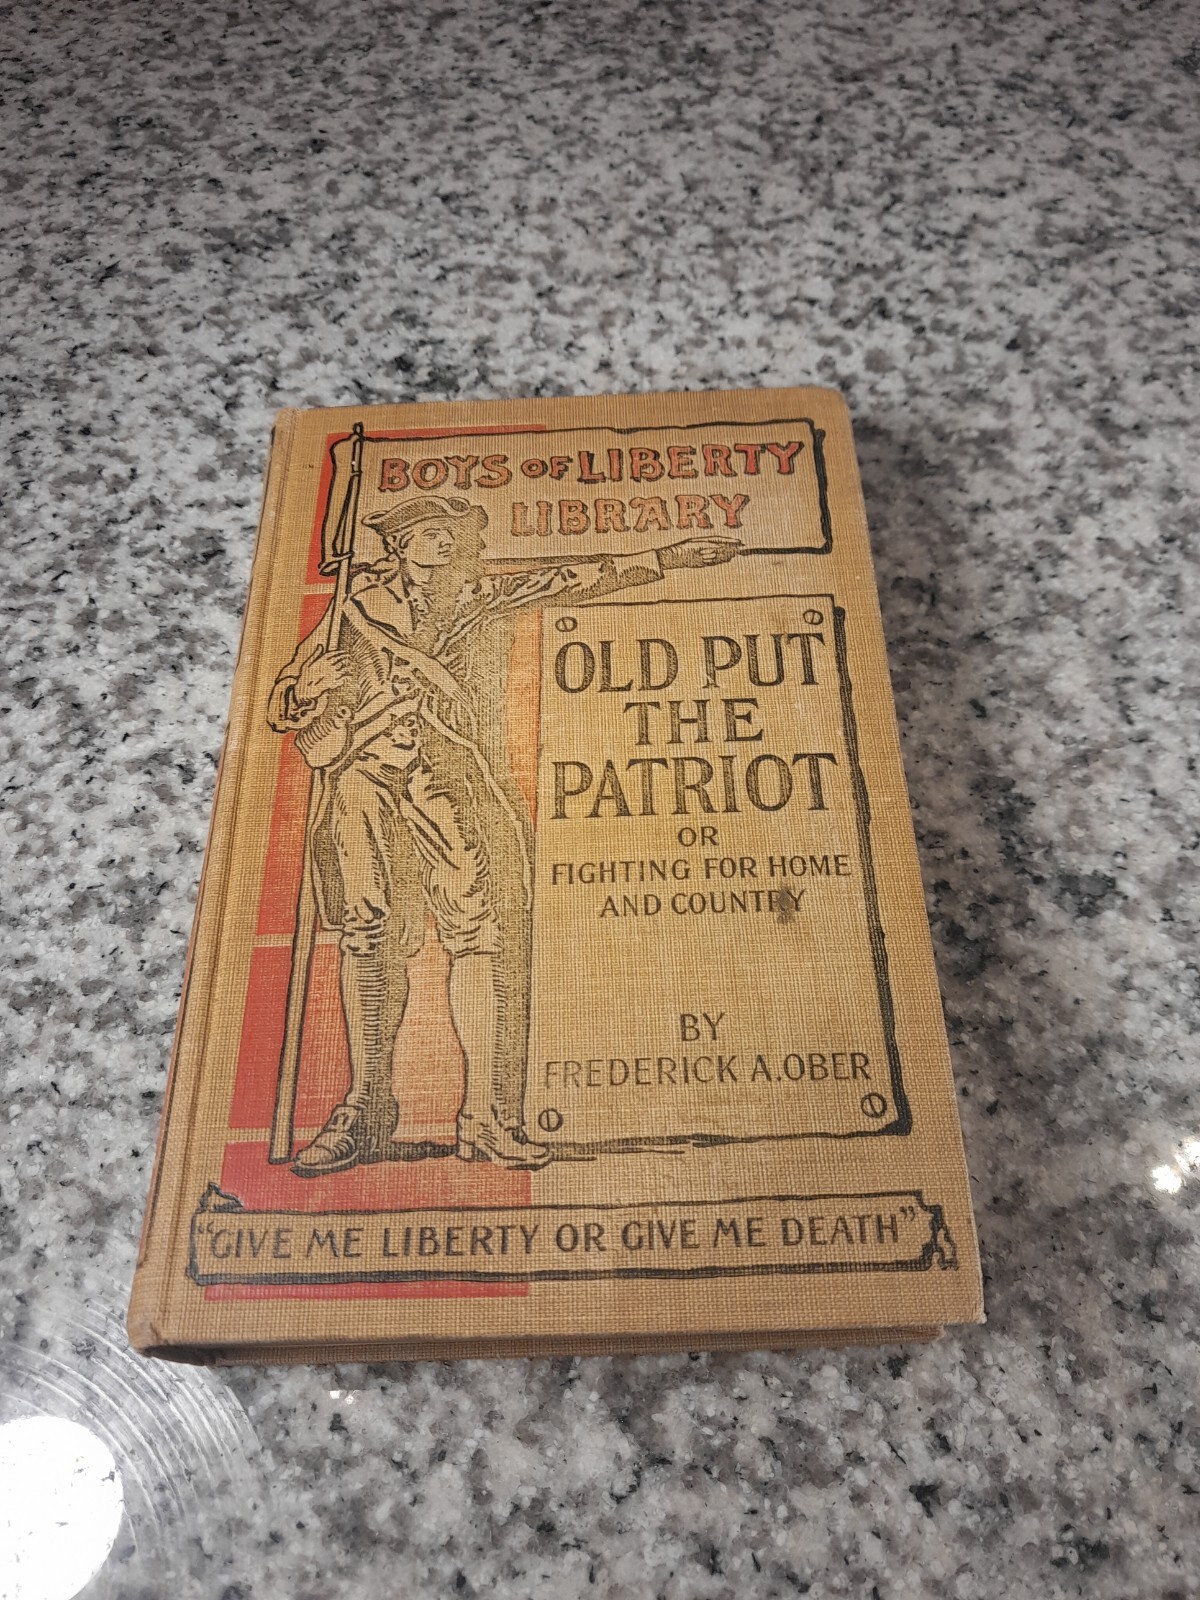 BOYS OF LIBERTY
LIBRARY
OLD PUT
THE
PATRIOT
OR
FIGHTING FOR HOME
AND COUNTRY
BY
FREDERICK A. OBER
"GIVE ME LIBERTY OR GIVE ME DEATH"